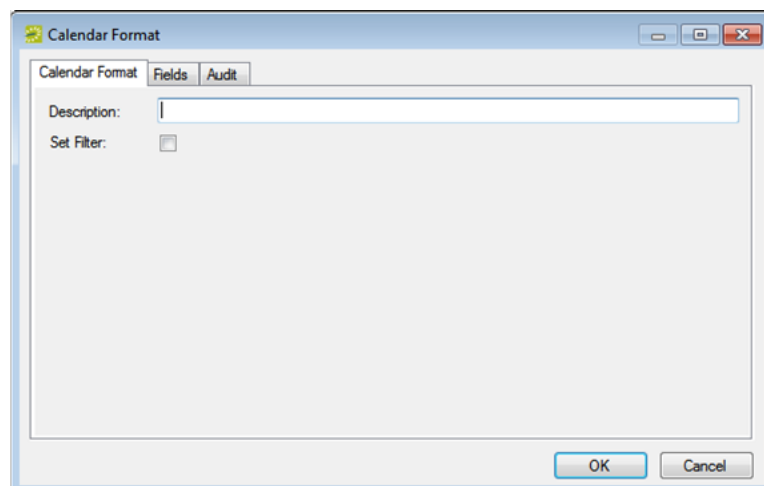 Calendar Format
Calendar Format Fields Audit
Description:
Set Filter:
OK Cancel